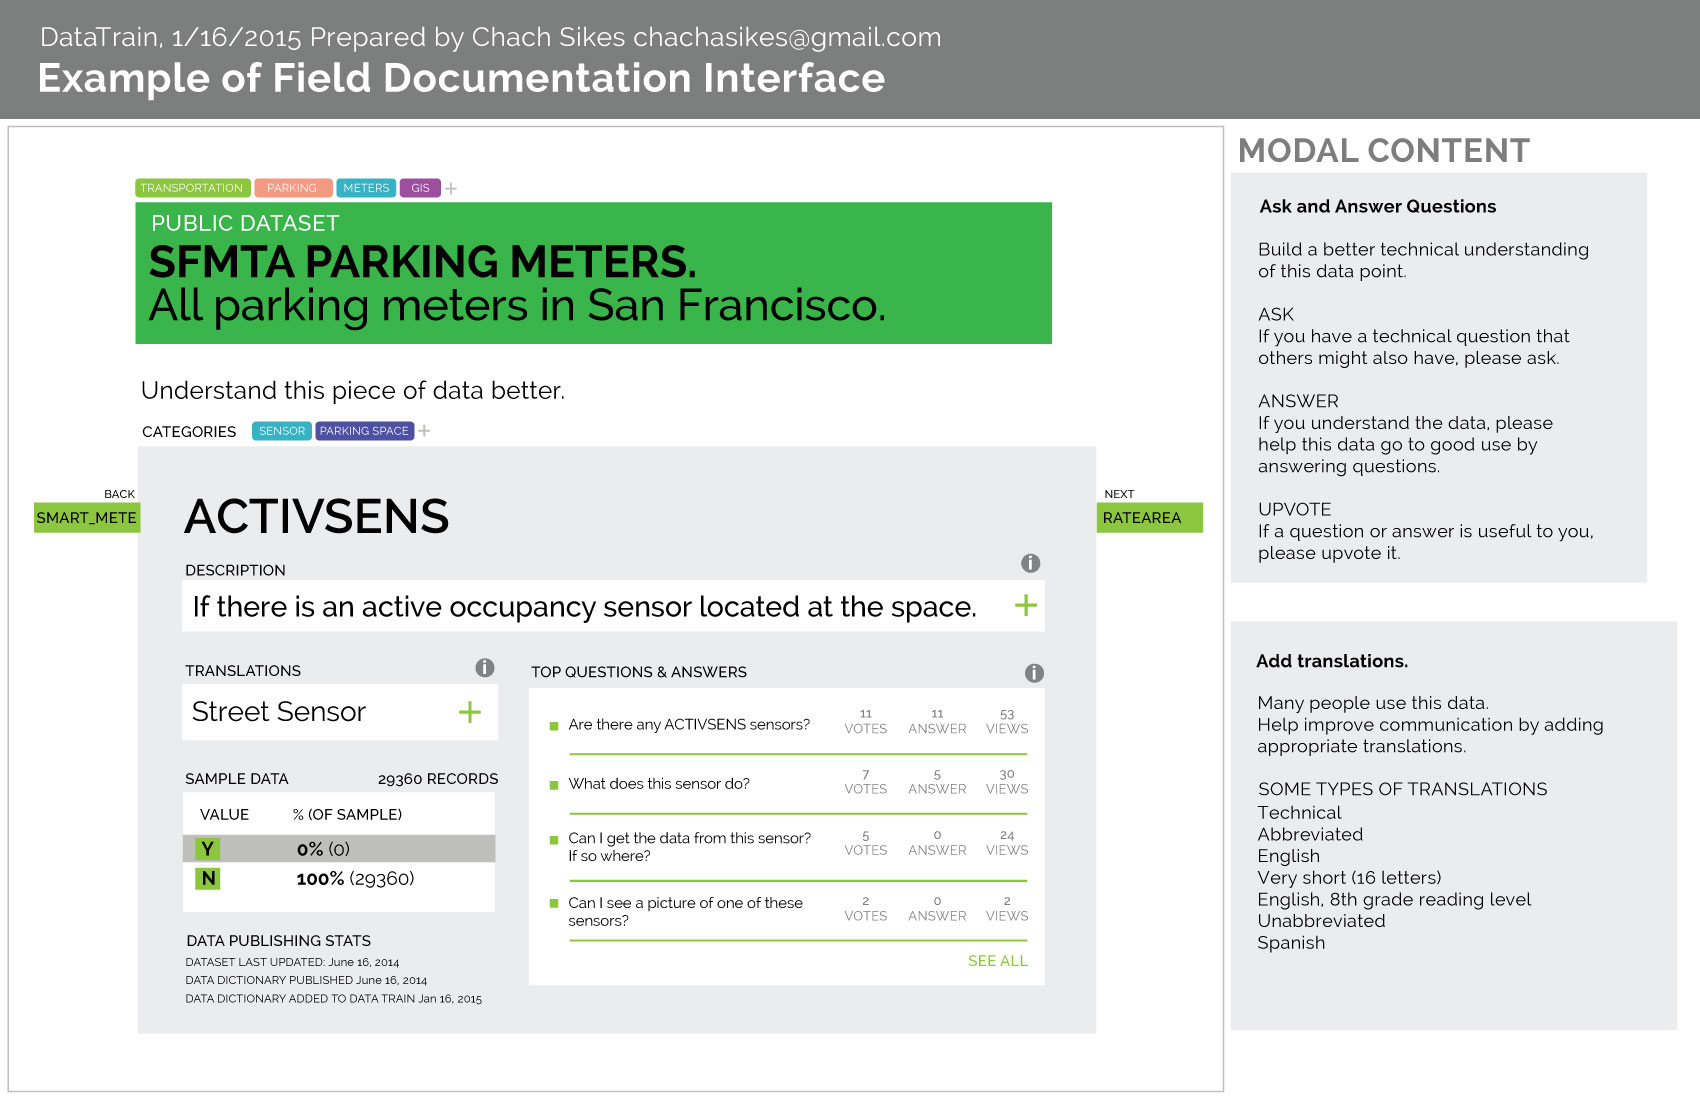 DataTrain, 1/16/2015 Prepared by Chach Sikes chachasikes@gmail.com
Example of Field Documentation Interface
TRANSPORTATION PARKING METERS GIS +
PUBLIC DATASET
SFMTA PARKING METERS.
All parking meters in San Francisco.
Understand this piece of data better.
CATEGORIES SENSOR PARKING SPACE +
BACK
SMART_METE
NEXT
RATEAREA
ACTIVSENS
DESCRIPTION i
If there is an active occupancy sensor located at the space. +
TRANSLATIONS i
Street Sensor +
SAMPLE DATA 29360 RECORDS
VALUE % (OF SAMPLE)
Y 0% (0)
N 100% (29360)
DATA PUBLISHING STATS
DATASET LAST UPDATED: June 16, 2014
DATA DICTIONARY PUBLISHED June 16, 2014
DATA DICTIONARY ADDED TO DATA TRAIN Jan 16, 2015
TOP QUESTIONS & ANSWERS i
Are there any ACTIVSENS sensors?
11 11 53
VOTES ANSWER VIEWS
What does this sensor do?
7 5 30
VOTES ANSWER VIEWS
Can I get the data from this sensor?
If so where?
5 0 24
VOTES ANSWER VIEWS
Can I see a picture of one of these
sensors?
2 0 2
VOTES ANSWER VIEWS
SEE ALL
MODAL CONTENT
Ask and Answer Questions
Build a better technical understanding
of this data point.
ASK
If you have a technical question that
others might also have, please ask.
ANSWER
If you understand the data, please
help this data go to good use by
answering questions.
UPVOTE
If a question or answer is useful to you,
please upvote it.
Add translations.
Many people use this data.
Help improve communication by adding
appropriate translations.
SOME TYPES OF TRANSLATIONS
Technical
Abbreviated
English
Very short (16 letters)
English, 8th grade reading level
Unabbreviated
Spanish